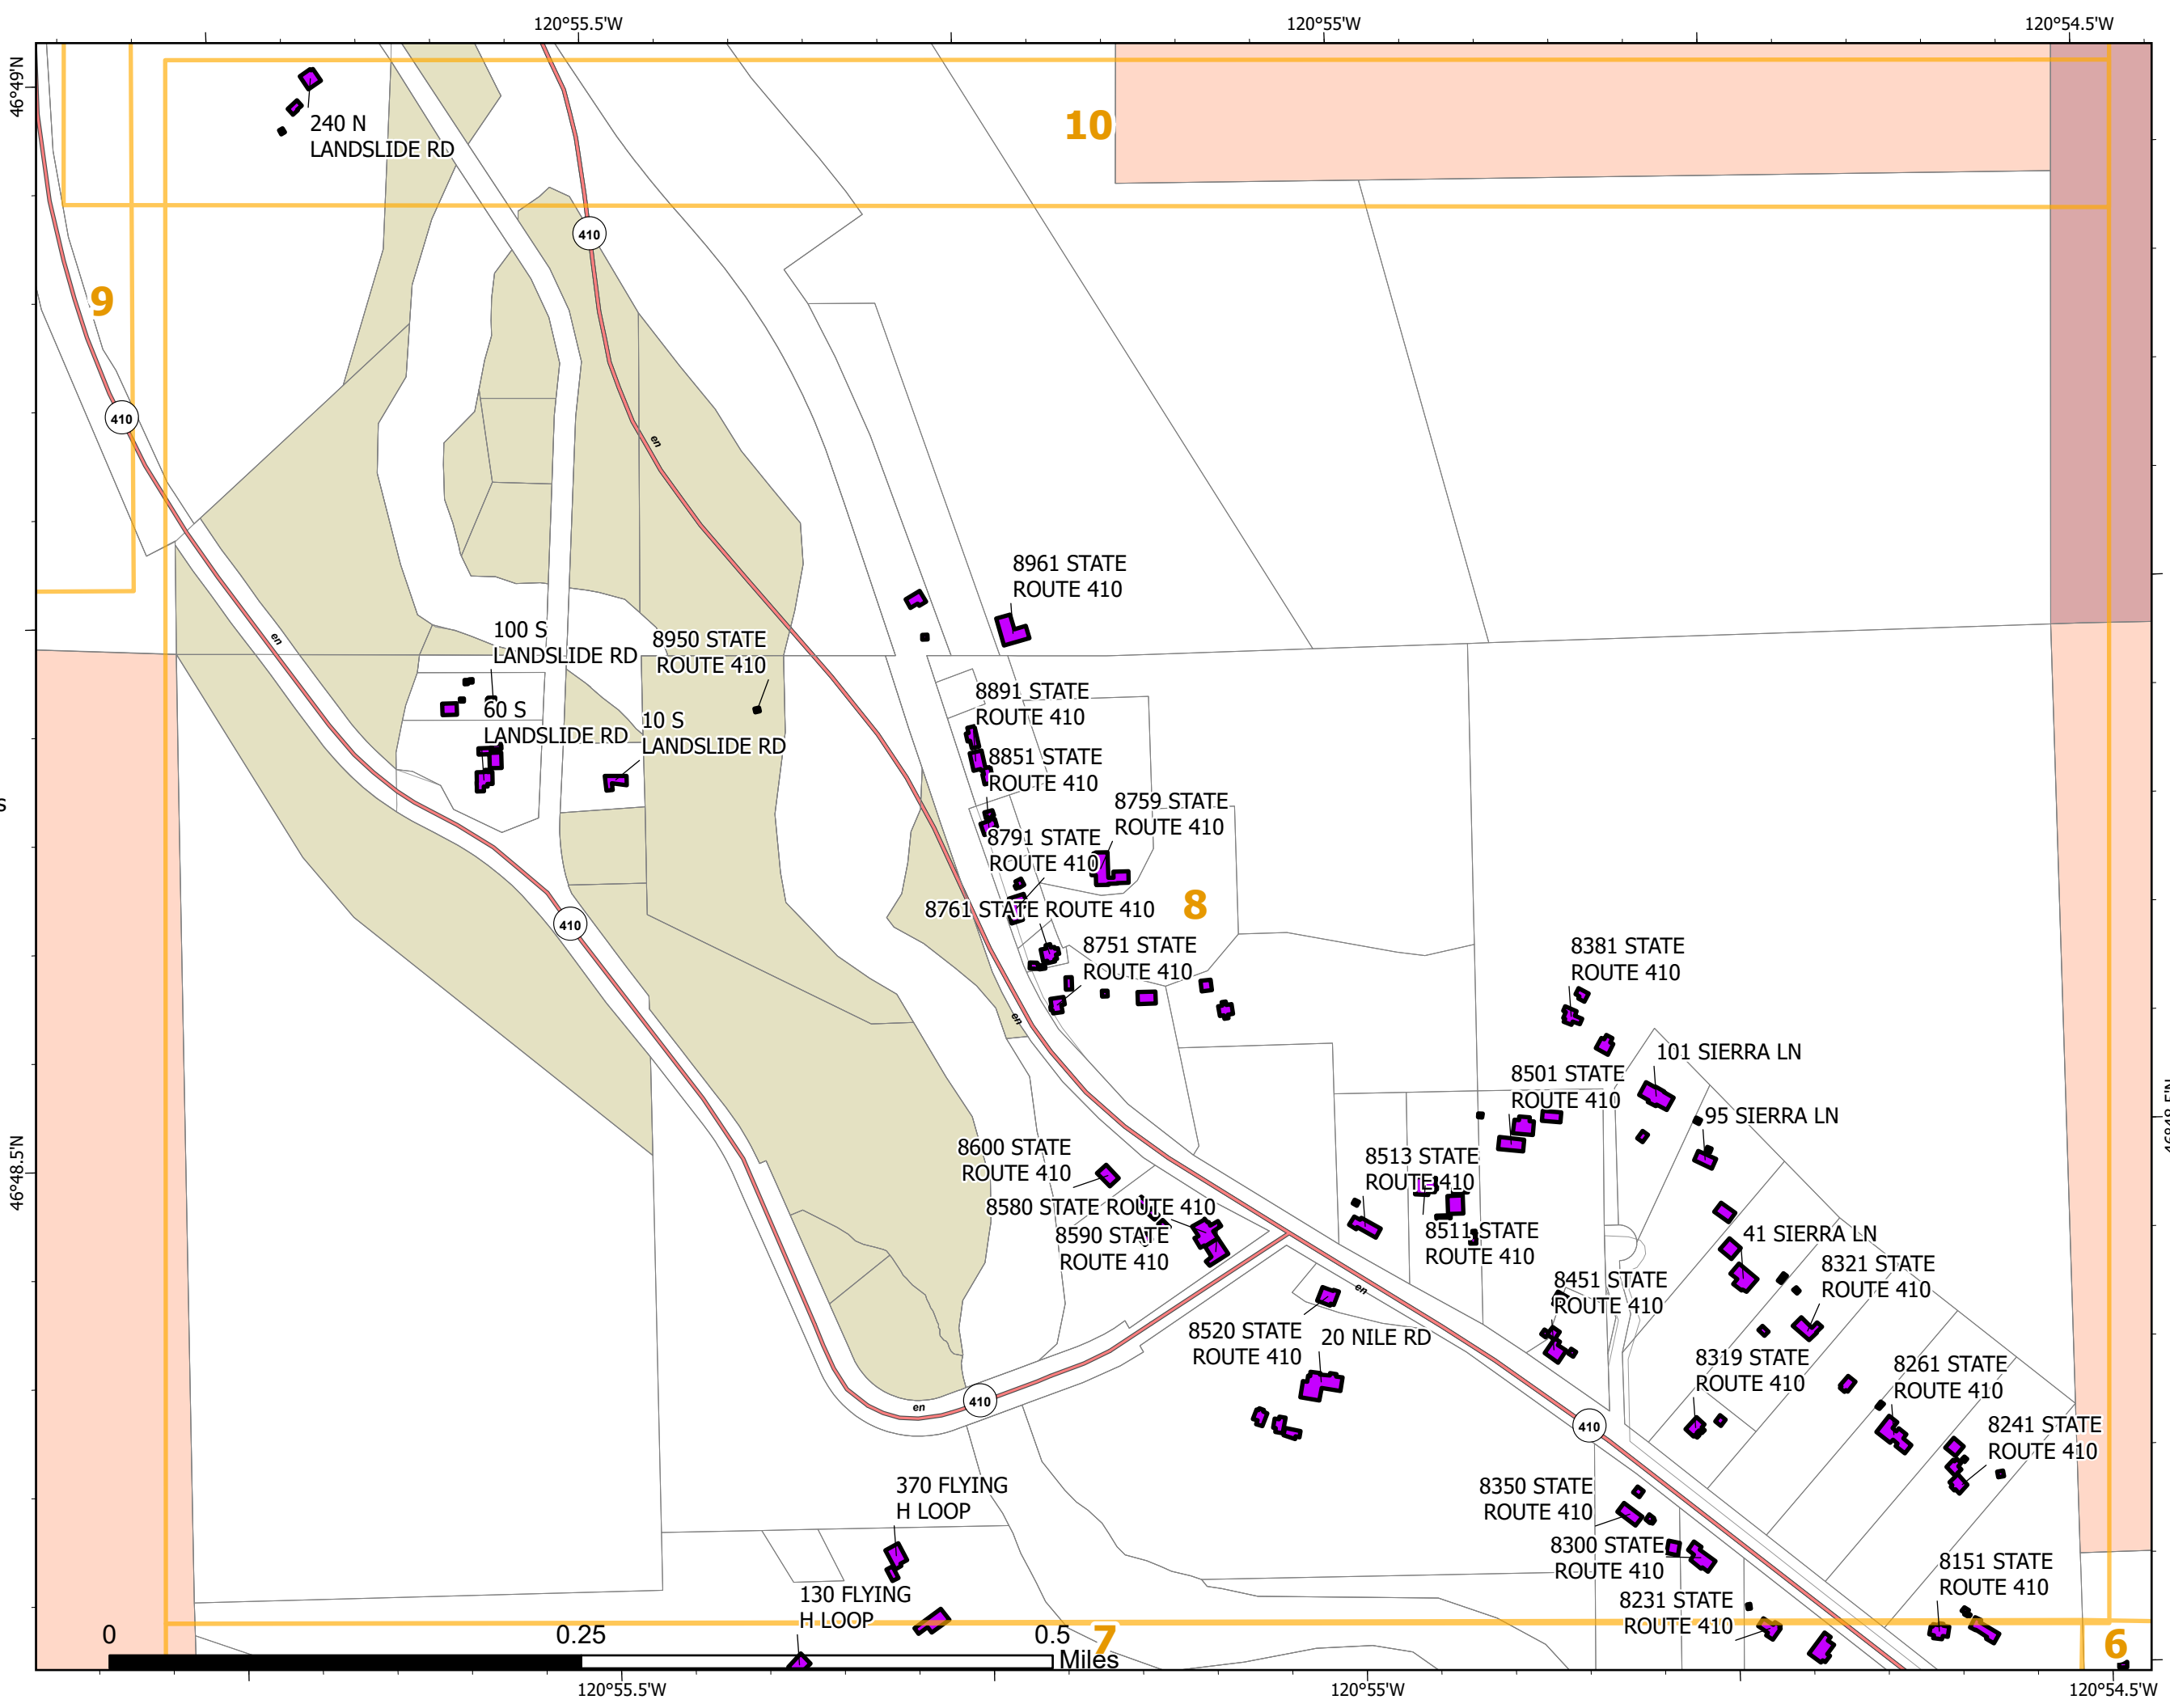 120°55.5'W
120°55'W
120°54.5'W
46°49'N
240 N
LANDSLIDE RD
10
410
9
410
en
8961 STATE
ROUTE 410
en
100 S
LANDSLIDE RD
8950 STATE
ROUTE 410
8891 STATE
ROUTE 410
60 S
LANDSLIDE RD
10 S
LANDSLIDE RD
8851 STATE
ROUTE 410
s
8759 STATE
ROUTE 410
8791 STATE
ROUTE 410
8761 STATE ROUTE 410
8
410
8751 STATE
ROUTE 410
8381 STATE
ROUTE 410
en
101 SIERRA LN
8501 STATE
ROUTE 410
95 SIERRA LN
46°48.5'N
46°48.5'N
8600 STATE
ROUTE 410
8513 STATE
ROUTE 410
8580 STATE ROUTE 410
8590 STATE
ROUTE 410
8511 STATE
ROUTE 410
41 SIERRA LN
8321 STATE
ROUTE 410
8451 STATE
ROUTE 410
en
8520 STATE
ROUTE 410
20 NILE RD
8319 STATE
ROUTE 410
8261 STATE
ROUTE 410
410
en
410
8241 STATE
ROUTE 410
370 FLYING
H LOOP
8350 STATE
ROUTE 410
8300 STATE
ROUTE 410
8151 STATE
ROUTE 410
130 FLYING
H LOOP
8231 STATE
ROUTE 410
0
0.25
0.5
Miles
7
6
120°55.5'W
120°55'W
120°54.5'W